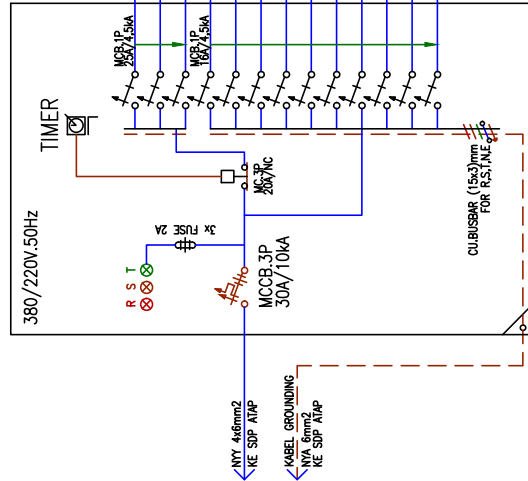 MCB.1P
25A/4,5kA
MCB.1P
16A/4,5kA
TIMER
MC.3P
20A/NC
CU.BUSBAR (15x3)mm
FOR R,S,T,N,E
3x FUSE 2A
MCCB.3P
30A/10kA
R S T
380/220V.50Hz
NYY 4x6mm2
KE SDP ATAP
KABEL GROUNDING
NYA 6mm2
KE SDP ATAP